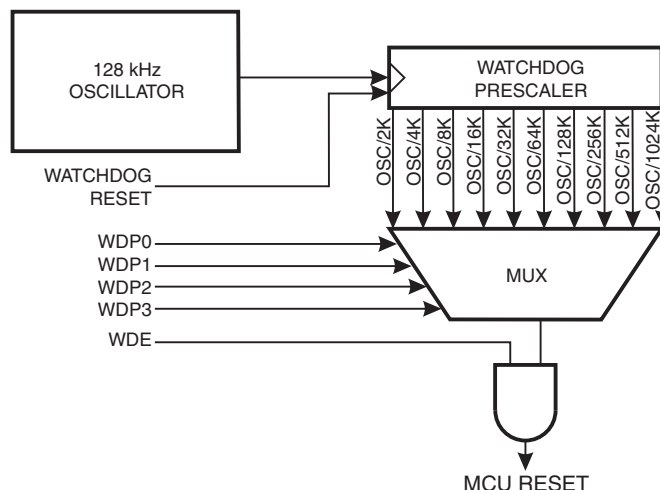 128 kHz
OSCILLATOR
WATCHDOG
PRESCALER
OSC/2K
OSC/4K
OSC/8K
OSC/16K
OSC/32K
OSC/64K
OSC/128K
OSC/256K
OSC/512K
OSC/1024K
WATCHDOG
RESET
WDP0
WDP1
WDP2
WDP3
WDE
MUX
MCU RESET